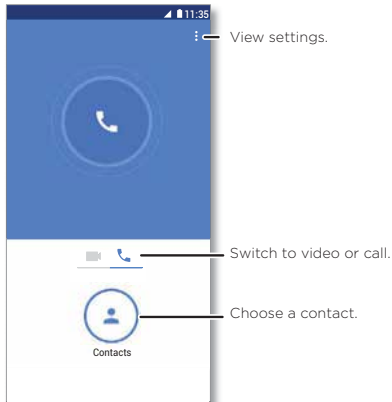 11:35
View settings.
Switch to video or call.
Choose a contact.
Contacts